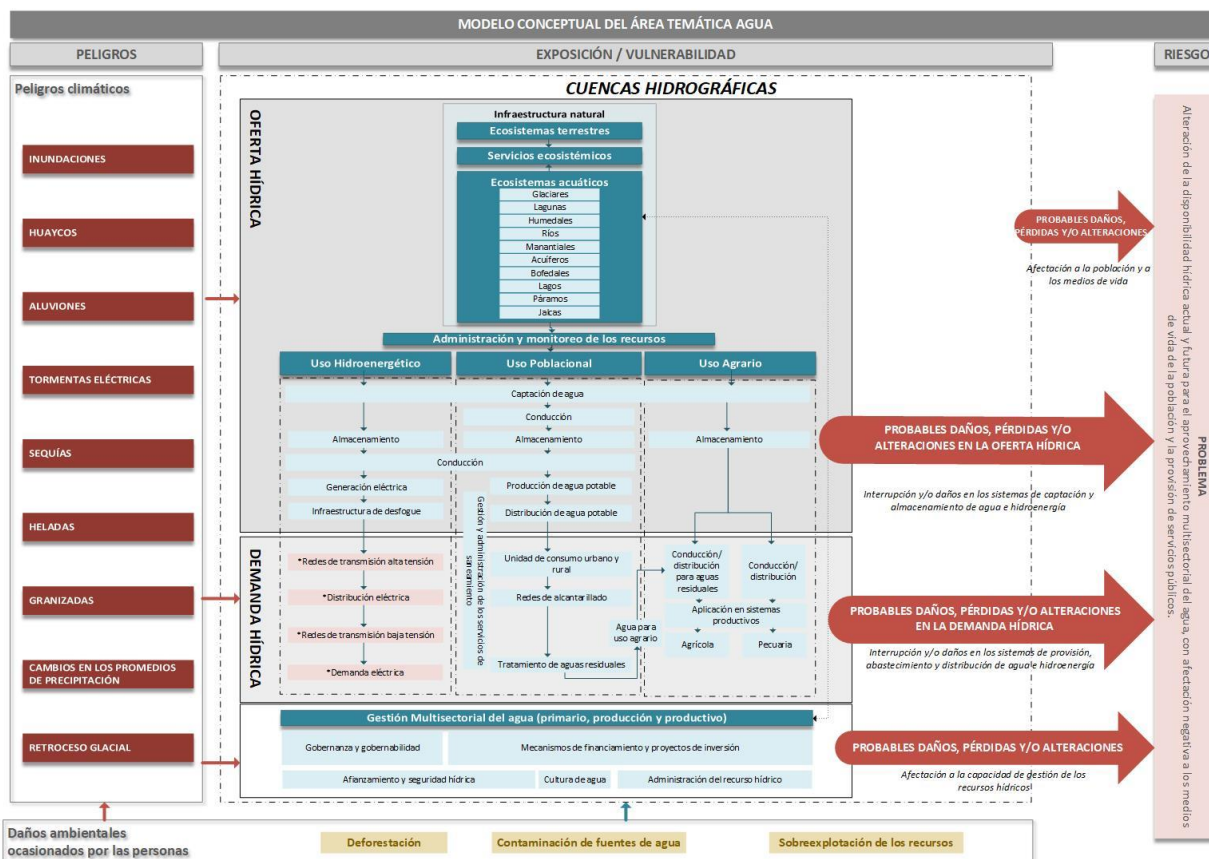 MODELO CONCEPTUAL DEL ÁREA TEMÁTICA AGUA
PELIGROS
EXPOSICIÓN / VULNERABILIDAD
RIESGO
Peligros climáticos
INUNDACIONES
HUAYCOS
ALUVIONES
TORMENTAS ELÉCTRICAS
SEQUÍAS
HELADAS
GRANIZADAS
CAMBIOS EN LOS PROMEDIOS
DE PRECIPITACIÓN
RETROCESO GLACIAL
CUENCAS HIDROGRÁFICAS
OFERTA HÍDRICA
Infraestructura natural
Ecosistemas terrestres
Servicios ecosistémicos
Ecosistemas acuáticos
Glaciares
Lagunas
Humedales
Ríos
Manantiales
Acuíferos
Bofedales
Lagos
Páramos
Jalcas
Administración y monitoreo de los recursos
Uso Hidroenergético
Uso Poblacional
Uso Agrario
Captación de agua
Conducción
Almacenamiento
Almacenamiento
Almacenamiento
Conducción
Generación eléctrica
Producción de agua potable
Infraestructura de desfogue
Distribución de agua potable
Gestión y administración de los servicios de
saneamiento
DEMANDA HÍDRICA
*Redes de transmisión alta tensión
*Distribución eléctrica
*Redes de transmisión baja tensión
*Demanda eléctrica
Unidad de consumo urbano y
rural
Redes de alcantarillado
Tratamiento de aguas residuales
Agua para
uso agrario
Conducción/
distribución
para aguas
residuales
Conducción/
distribución
Aplicación en sistemas
productivos
Agrícola
Pecuaria
Gestión Multisectorial del agua (primario, producción y productivo)
Gobernanza y gobernabilidad
Mecanismos de financiamiento y proyectos de inversión
Afianzamiento y seguridad hídrica
Cultura de agua
Administración del recurso hídrico
PROBABLES DAÑOS,
PÉRDIDAS Y/O ALTERACIONES
Afectación a la población y a
los medios de vida
PROBABLES DAÑOS, PÉRDIDAS Y/O
ALTERACIONES EN LA OFERTA HÍDRICA
Interrupción y/o daños en los sistemas de captación y
almacenamiento de agua e hidroenergía
PROBABLES DAÑOS, PÉRDIDAS Y/O ALTERACIONES
EN LA DEMANDA HÍDRICA
Interrupción y/o daños en los sistemas de provisión,
abastecimiento y distribución de agua e hidroenergía
PROBABLES DAÑOS, PÉRDIDAS Y/O ALTERACIONES
Afectación a la capacidad de gestión de los
recursos hídricos
PROBLEMA
Alteración de la disponibilidad hídrica actual y futura para el aprovechamiento multisectorial del agua, con afectación negativa a los medios
de vida de la población y la provisión de servicios públicos.
Daños ambientales
ocasionados por las personas
Deforestación
Contaminación de fuentes de agua
Sobreexplotación de los recursos